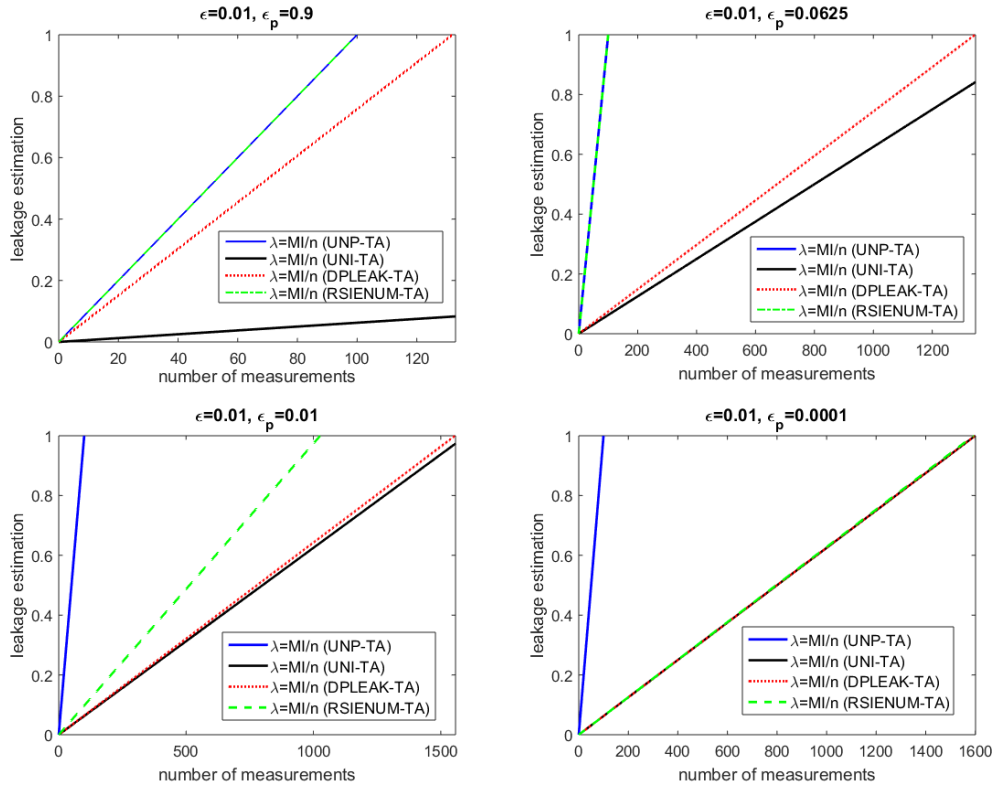 ϵ=0.01, ϵp=0.9
leakage estimation
1
0.8
0.6
0.4
0.2
0
λ=MI/n (UNP-TA)
λ=MI/n (UNI-TA)
λ=MI/n (DPLEAK-TA)
λ=MI/n (RSIENUM-TA)
0 20 40 60 80 100 120
number of measurements
ϵ=0.01, ϵp=0.0625
leakage estimation
1
0.8
0.6
0.4
0.2
0
λ=MI/n (UNP-TA)
λ=MI/n (UNI-TA)
λ=MI/n (DPLEAK-TA)
λ=MI/n (RSIENUM-TA)
0 200 400 600 800 1000 1200
number of measurements
ϵ=0.01, ϵp=0.01
leakage estimation
1
0.8
0.6
0.4
0.2
0
λ=MI/n (UNP-TA)
λ=MI/n (UNI-TA)
λ=MI/n (DPLEAK-TA)
λ=MI/n (RSIENUM-TA)
0 500 1000 1500
number of measurements
ϵ=0.01, ϵp=0.0001
leakage estimation
1
0.8
0.6
0.4
0.2
0
λ=MI/n (UNP-TA)
λ=MI/n (UNI-TA)
λ=MI/n (DPLEAK-TA)
λ=MI/n (RSIENUM-TA)
0 200 400 600 800 1000 1200 1400 1600
number of measurements